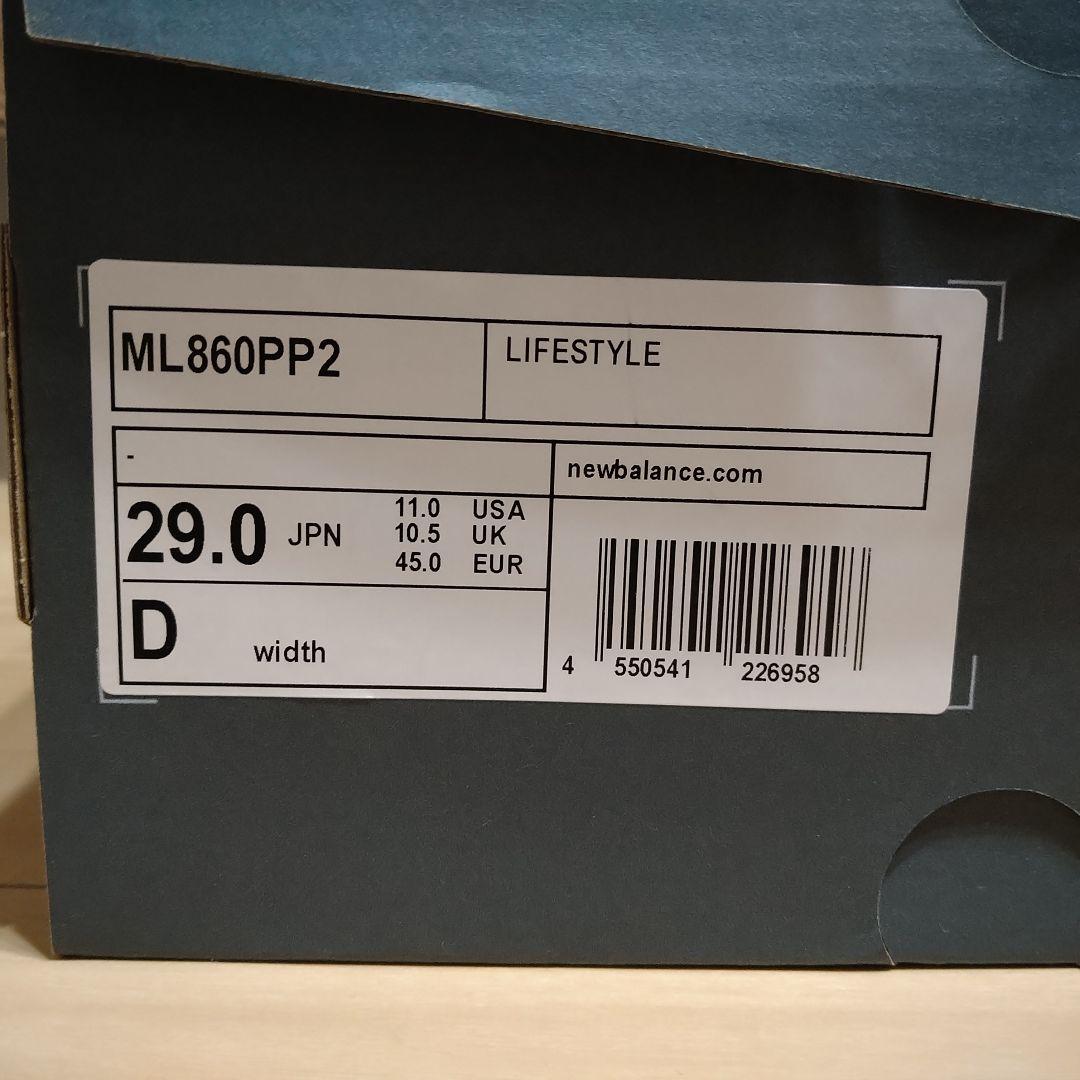 ML860PP2
LIFESTYLE
-
newbalance.com
29.0 JPN
11.0 USA
10.5 UK
45.0 EUR
D width
4 550541 226958